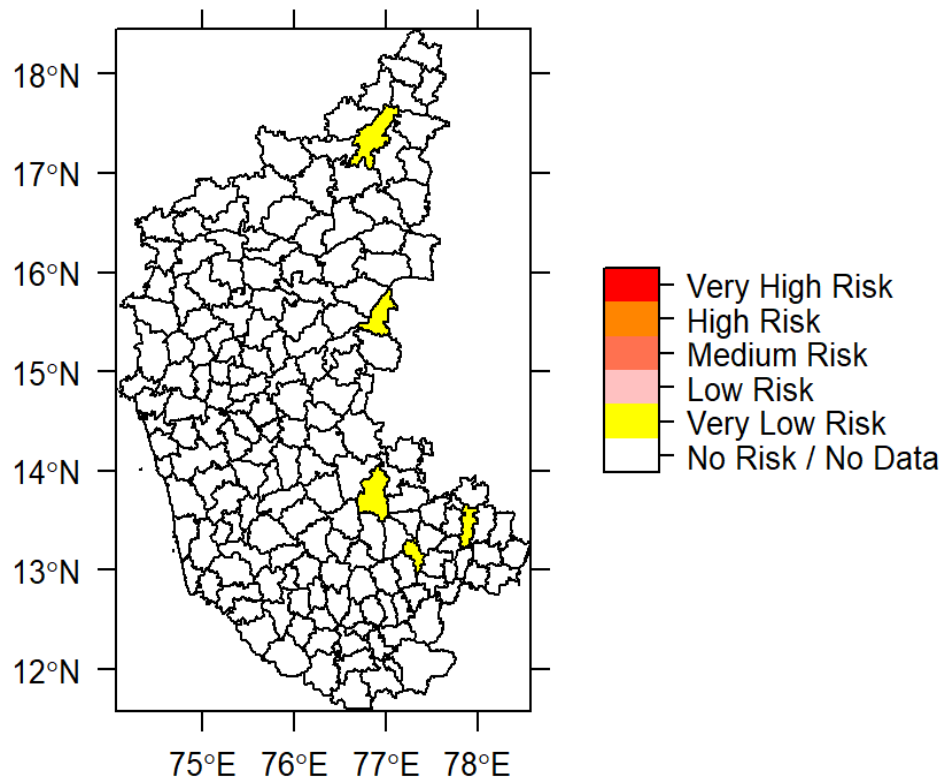 18°N
17°N
16°N
15°N
14°N
13°N
12°N
75°E 76°E 77°E 78°E
Very High Risk
High Risk
Medium Risk
Low Risk
Very Low Risk
No Risk / No Data